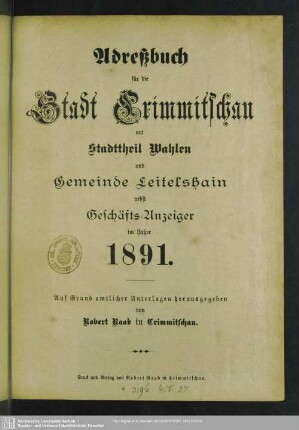 Adreßbuch
für die
Stadt Crimmitschau
mit
Stadttheil Wahlen
und
Gemeinde Leitelshain
nebst
Geschäfts-Anzeiger
im Jahre
1891.
Auf Grund amtlicher Unterlagen herausgegeben
von
Robert Raab in Crimmitschau.
Druck und Verlag von Robert Raab in Crimmitschau.